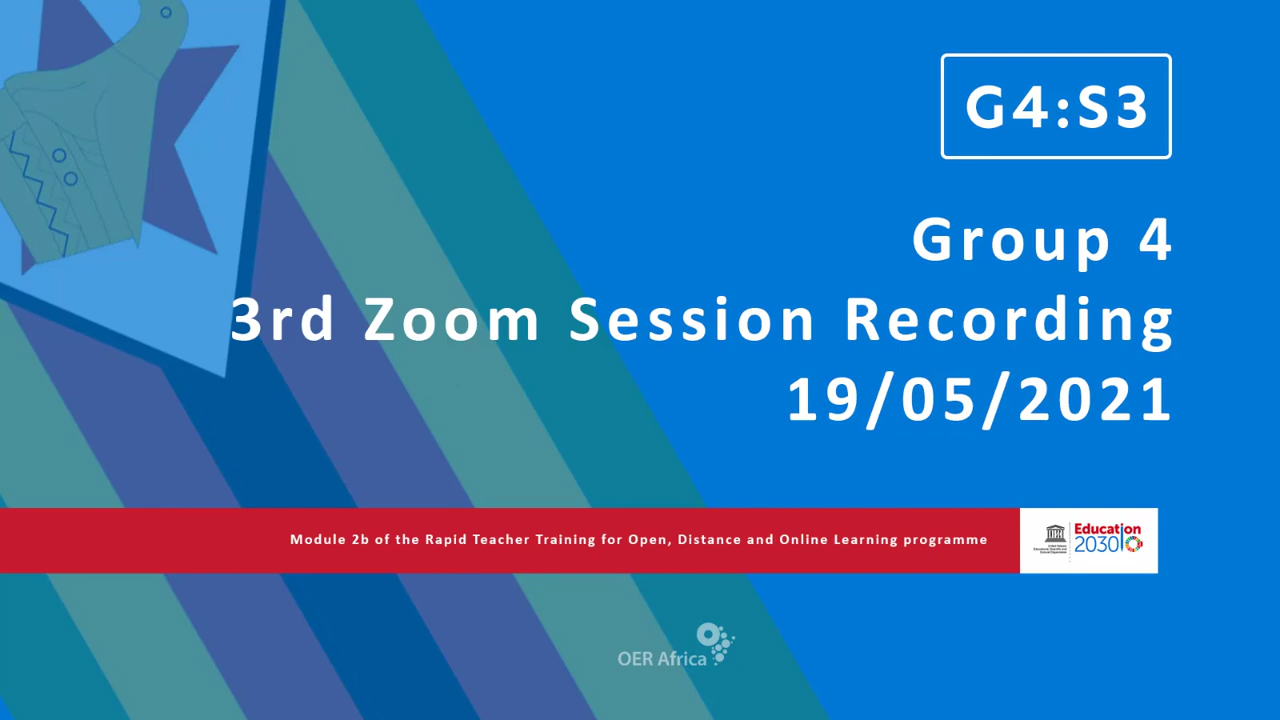 G4:S3
Group 4
3rd Zoom Session Recording
19/05/2021
Module 2b of the Rapid Teacher Training for Open, Distance and Online Learning programme
Education
2030
OER Africa